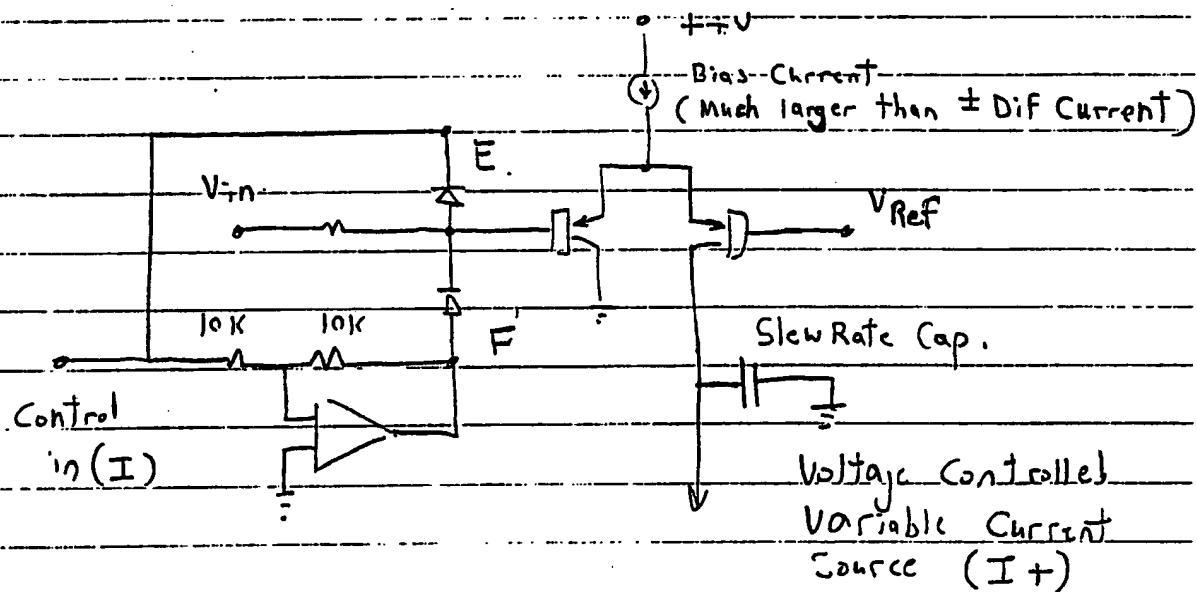 ++V
Bias-Current
(Much larger than ± Dif Current)
E.
Vin
VRef
10K 10K
F
Slew Rate Cap.
Control
in (I)
Voltage Controlled
Variable Current
Source (I+)